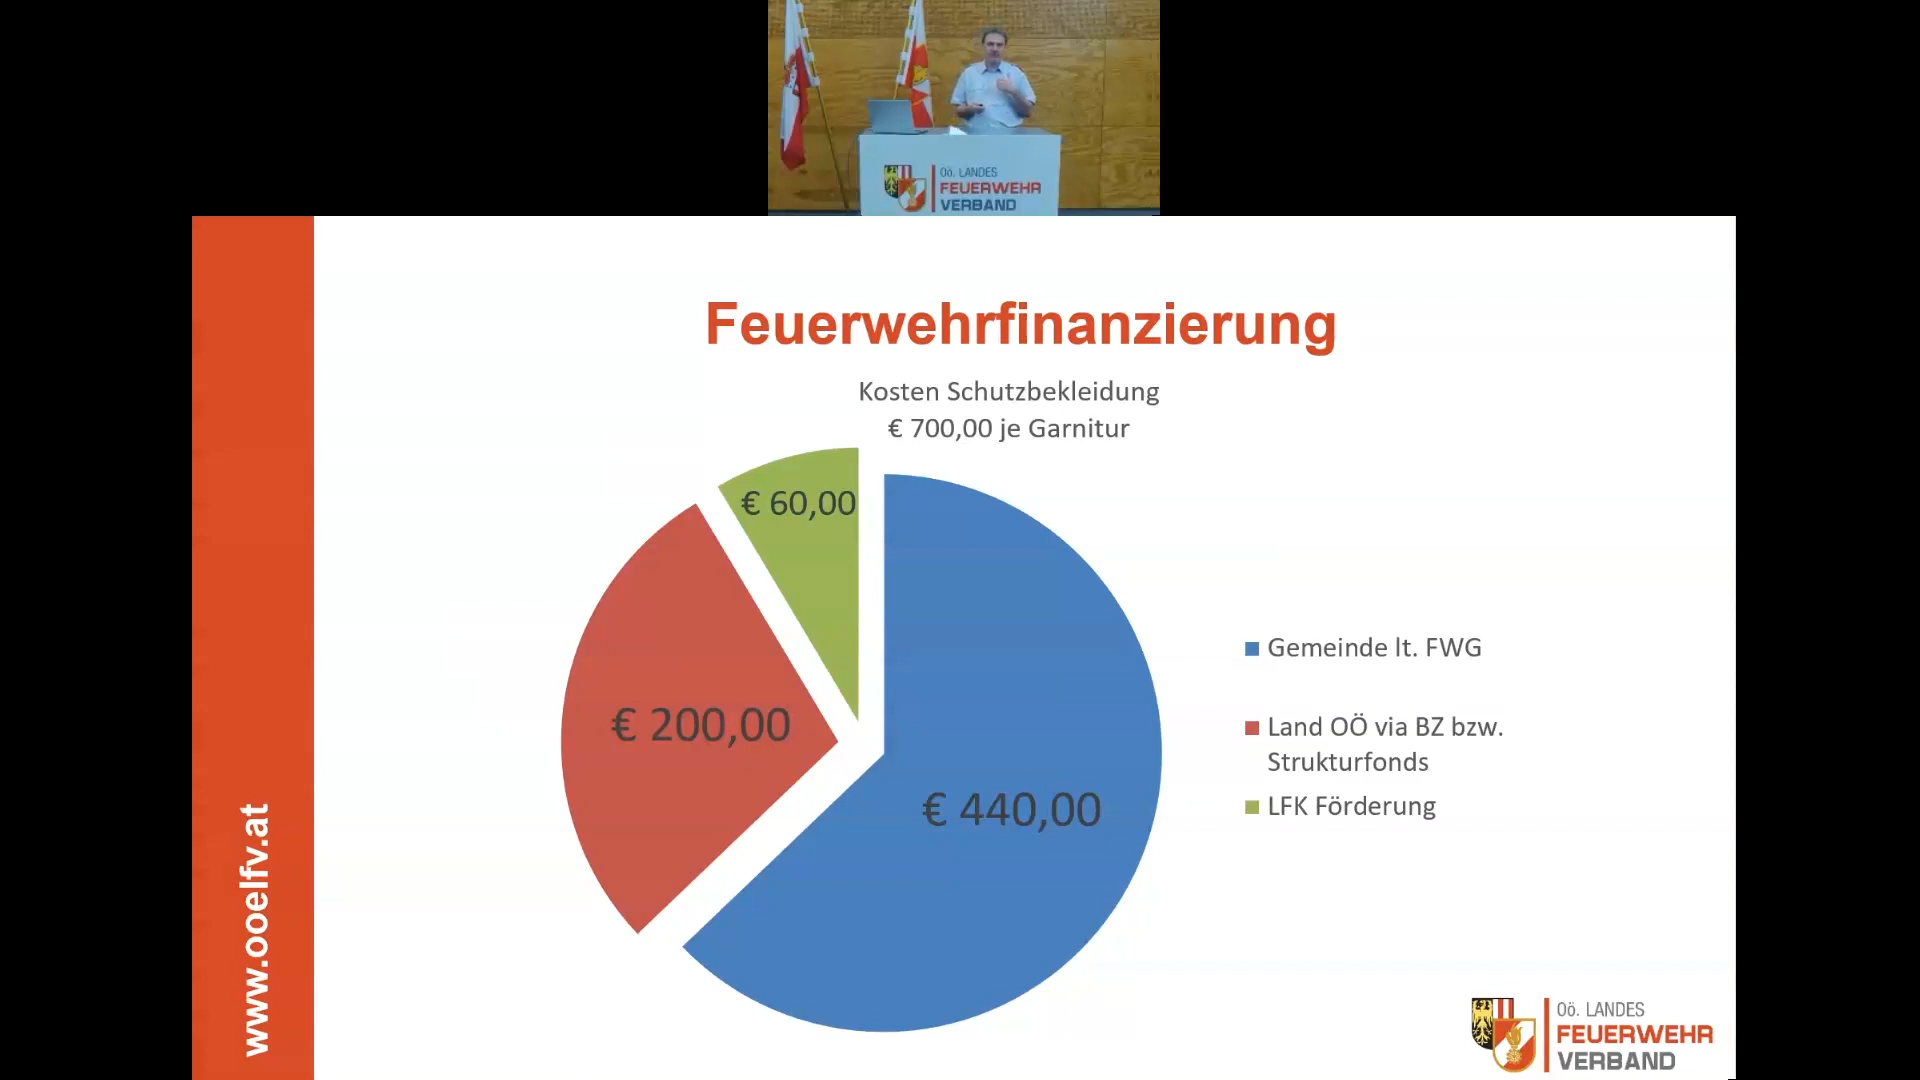 Oö. LANDES
FEUERWEHR
VERBAND
Feuerwehrfinanzierung
Kosten Schutzbekleidung
€ 700,00 je Garnitur
€ 60,00
€ 200,00
€ 440,00
Gemeinde lt. FWG
Land OÖ via BZ bzw.
Strukturfonds
LFK Förderung
www.ooelfv.at
Oö. LANDES
FEUERWEHR
VERBAND